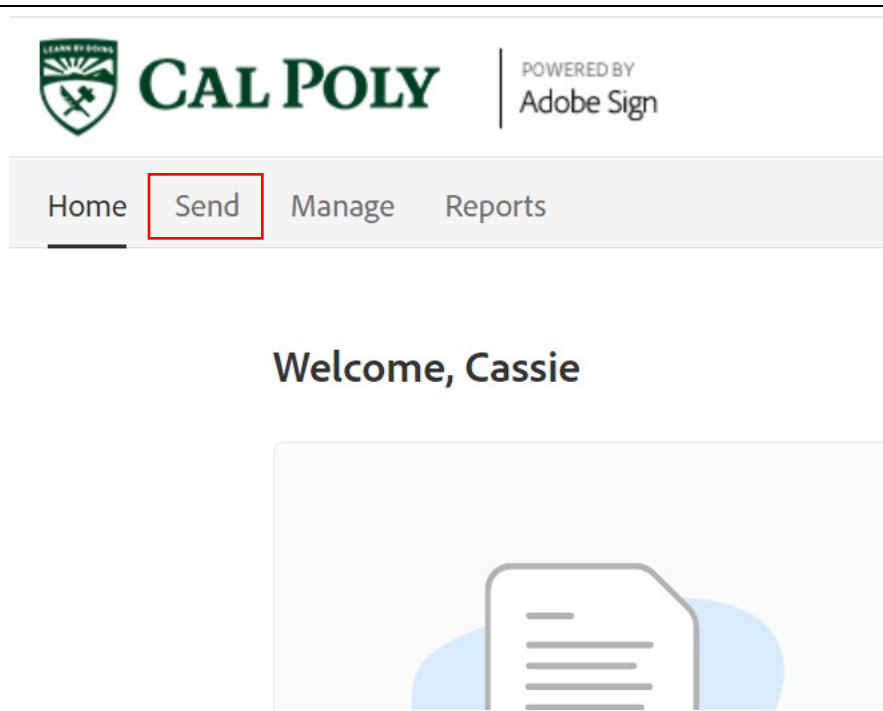 LEARN BY DOING
CAL POLY
POWERED BY
Adobe Sign
Home Send Manage Reports
Welcome, Cassie